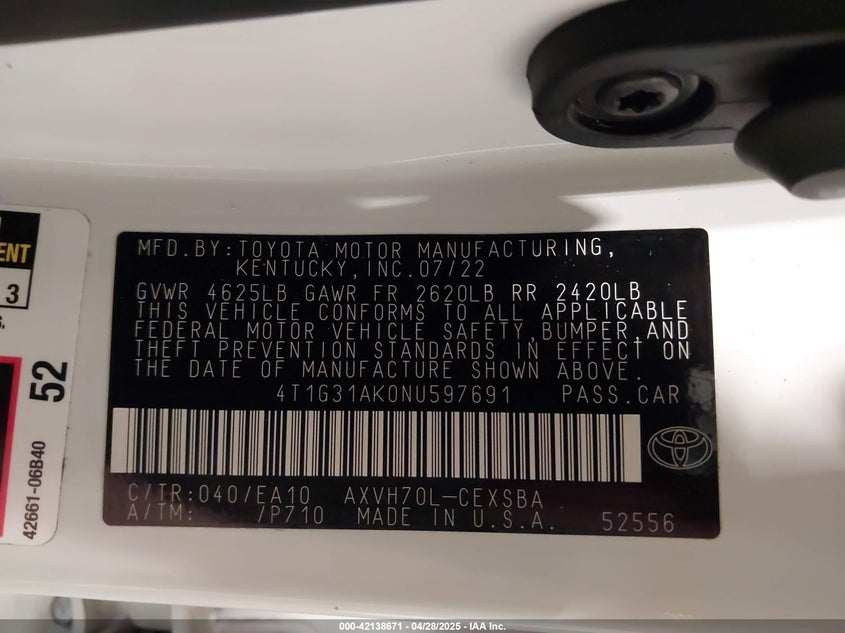 MFD.BY:TOYOTA MOTOR MANUFACTURING,
KENTUCKY,INC.07/22
GVWR 4625LB GAWR FR 2620LB RR 2420LB
THIS VEHICLE CONFORMS TO ALL APPLICABLE
FEDERAL MOTOR VEHICLE SAFETY,BUMPER,AND
THEFT PREVENTION STANDARDS IN EFFECT ON
THE DATE OF MANUFACTURE SHOWN ABOVE.
4T1G31AK0NU597691 PASS.CAR
C/TR:040/EA10 AXVH70L-CEXSBA
A/TM: /P710 MADE IN U.S.A. 52556
3
52
42661-06B40
000-42138671 - 04/28/2025 - IAA Inc.